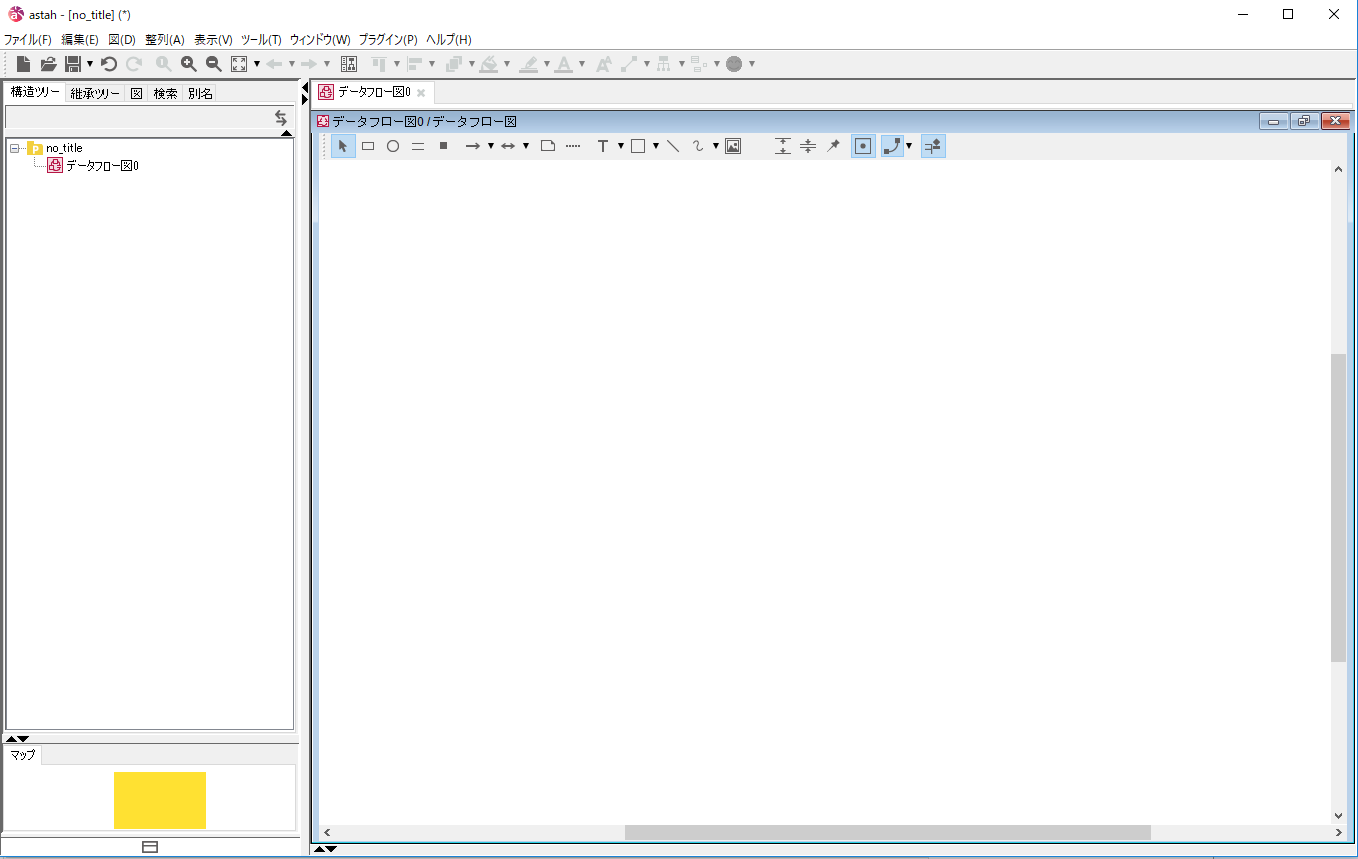 astah - [no_title] (*)
ファイル(F) 編集(E) 図(D) 整列(A) 表示(V) ツール(T) ウィンドウ(W) プラグイン(P) ヘルプ(H)
構造ツリー 継承ツリー 図 検索 別名
データフロー図0
データフロー図0 / データフロー図
no_title
データフロー図0
マップ